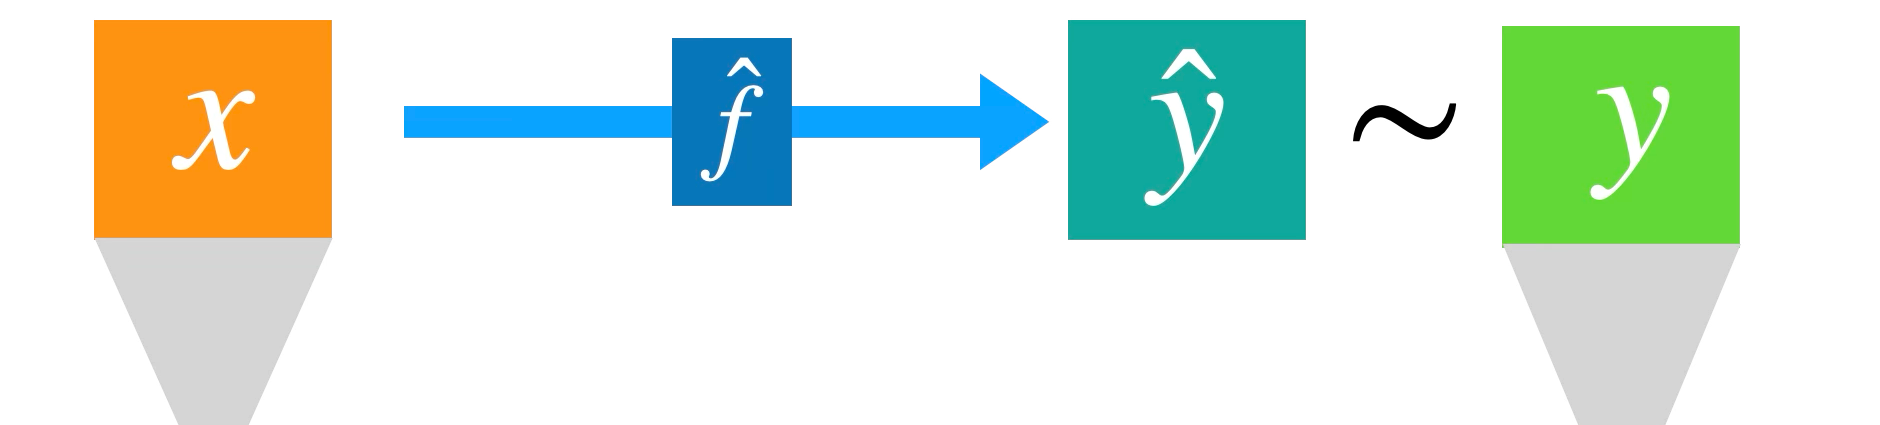 x f̂ ŷ ~ y